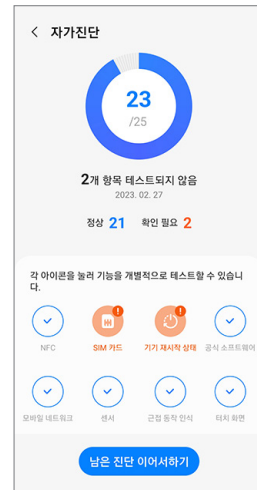 자가진단
23
/25
2개 항목 테스트되지 않음
2023. 02. 27
정상 21 확인 필요 2
각 아이콘을 눌러 기능을 개별적으로 테스트할 수 있습니
다.
NFC SIM 카드 기기 재시작 상태 공식 소프트웨어
모바일 네트워크 센서 근접 동작 인식 터치 화면
남은 진단 이어서하기